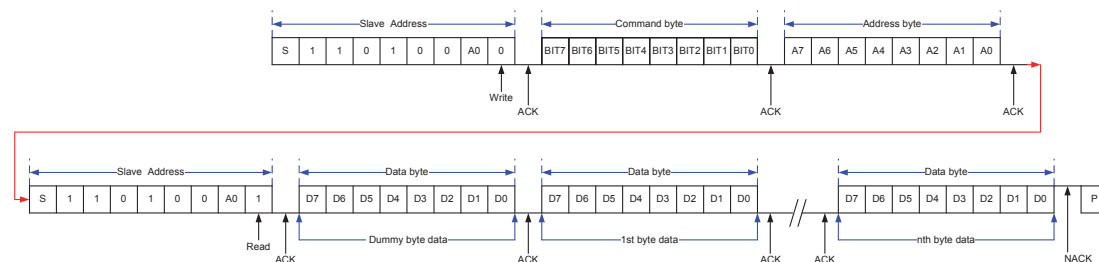 Slave Address Command byte Address byte
S 1 1 0 1 0 0 A0 0 BIT7 BIT6 BIT5 BIT4 BIT3 BIT2 BIT1 BIT0 A7 A6 A5 A4 A3 A2 A1 A0
Write ACK ACK ACK
Slave Address Data byte Data byte Data byte
S 1 1 0 1 0 0 A0 1 D7 D6 D5 D4 D3 D2 D1 D0 D7 D6 D5 D4 D3 D2 D1 D0 D7 D6 D5 D4 D3 D2 D1 D0 P
Read Dummy byte data 1st byte data nth byte data
ACK ACK ACK ACK NACK